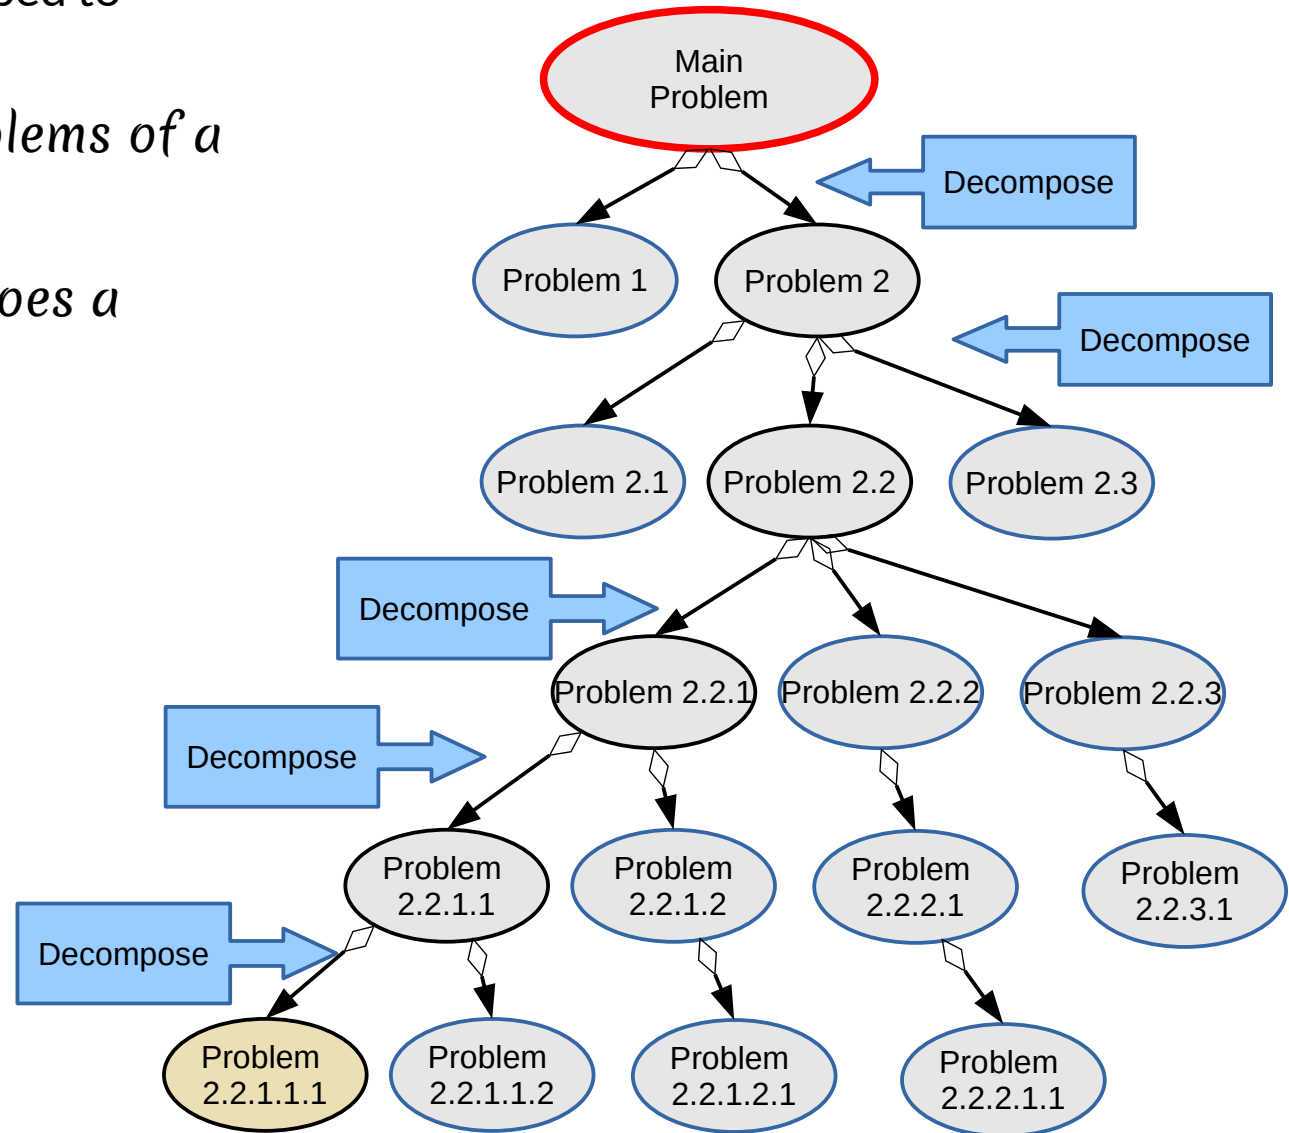 Main
Problem
Decompose
Problem 1
Problem 2
Decompose
Problem 2.1
Problem 2.2
Problem 2.3
Decompose
Problem 2.2.1
Problem 2.2.2
Problem 2.2.3
Decompose
Problem
2.2.1.1
Problem
2.2.1.2
Problem
2.2.2.1
Problem
2.2.3.1
Decompose
Problem
2.2.1.1.1
Problem
2.2.1.1.2
Problem
2.2.1.2.1
Problem
2.2.2.1.1
to
of a
a